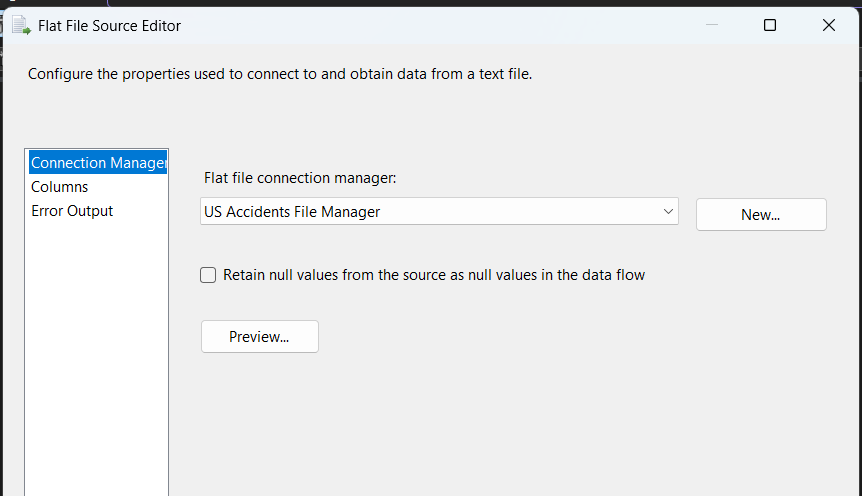 Flat File Source Editor
Configure the properties used to connect to and obtain data from a text file.
Connection Manager
Columns
Error Output
Flat file connection manager:
US Accidents File Manager
New...
Retain null values from the source as null values in the data flow
Preview...